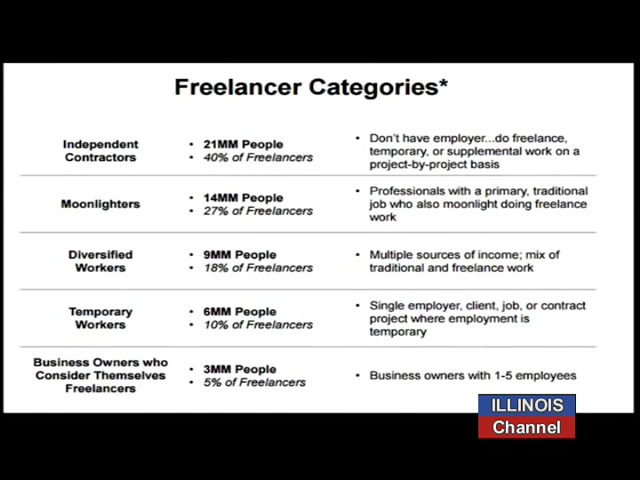 Freelancer Categories*
Independent
Contractors
• 21MM People
• 40% of Freelancers
• Don't have employer...do freelance,
temporary, or supplemental work on a
project-by-project basis
Moonlighters
• 14MM People
• 27% of Freelancers
• Professionals with a primary, traditional
job who also moonlight doing freelance
work
Diversified
Workers
• 9MM People
• 18% of Freelancers
• Multiple sources of income; mix of
traditional and freelance work
Temporary
Workers
• 6MM People
• 10% of Freelancers
• Single employer, client, job, or contract
project where employment is
temporary
Business Owners who
Consider Themselves
Freelancers
• 3MM People
• 5% of Freelancers
• Business owners with 1-5 employees
ILLINOIS
Channel